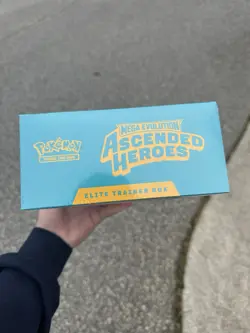 Pokémon
TRADING CARD GAME
MEGA EVOLUTION
ASCENDED
HEROES
ELITE TRAINER BOX